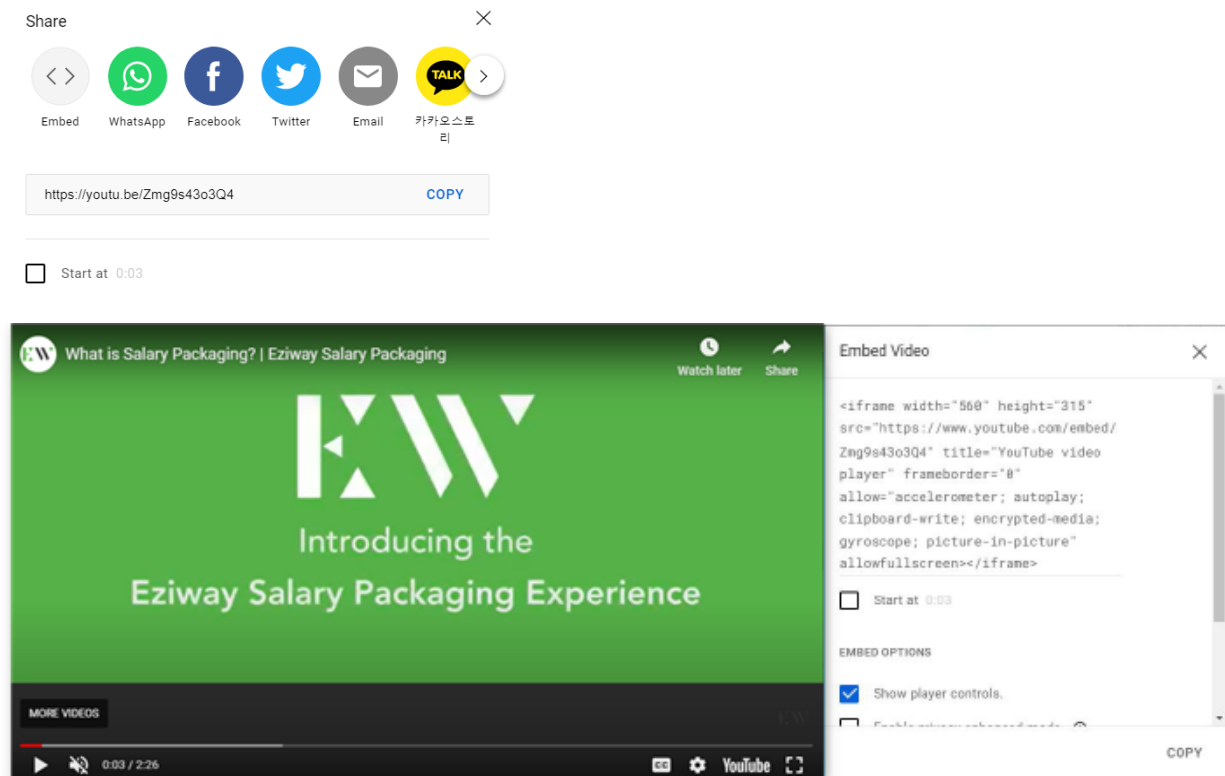 Share
TALK
Embed
WhatsApp
Facebook
Twitter
Email
카카오스토
리
https://youtu.be/Zmg9s43o3Q4
COPY
Start at 0:03
EW
What is Salary Packaging? | Eziway Salary Packaging
Watch later
Share
EW
Introducing the
Eziway Salary Packaging Experience
MORE VIDEOS
EW
0:03 / 2:26
CC
YouTube
Embed Video
<iframe width="560" height="315"
src="https://www.youtube.com/embed/
Zmg9s43o3Q4" title="YouTube video
player" frameborder="0"
allow="accelerometer; autoplay;
clipboard-write; encrypted-media;
gyroscope; picture-in-picture"
allowfullscreen></iframe>
Start at 0:03
EMBED OPTIONS
Show player controls.
COPY